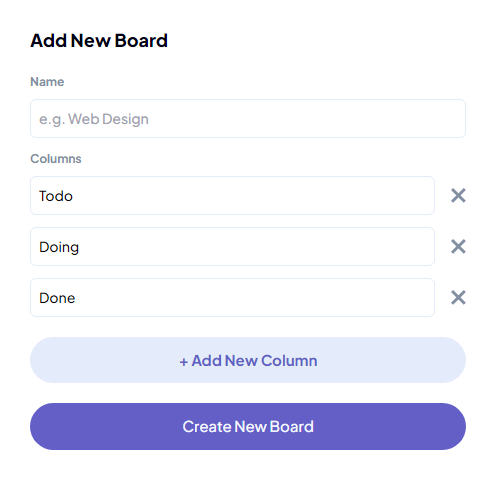 Add New Board
Name
e.g. Web Design
Columns
Todo
Doing
Done
+ Add New Column
Create New Board